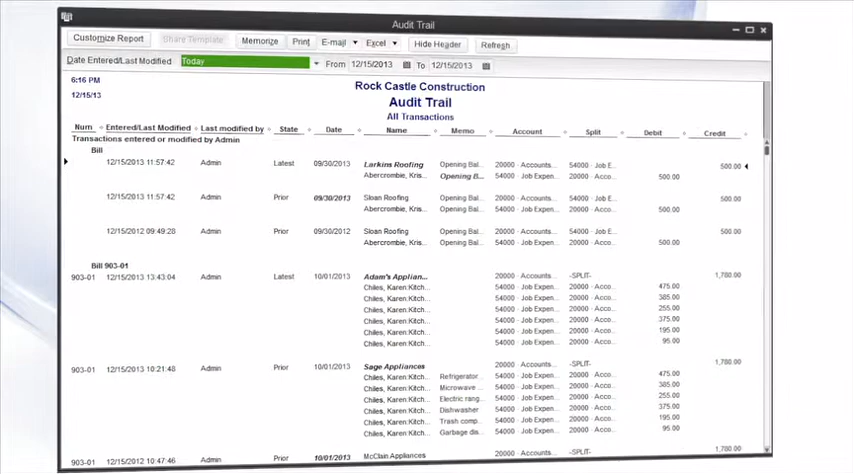 Audit Trail
Customize Report Share Template Memorize Print E-mail Excel Hide Header Refresh
Date Entered/Last Modified Today From 12/15/2013 To 12/15/2013
6:16 PM
12/15/13
Rock Castle Construction
Audit Trail
All Transactions
Num Entered/Last Modified Last modified by State Date Name Memo Account Split Debit Credit
Transactions entered or modified by Admin
Bill
12/15/2013 11:57:42 Admin Latest 09/30/2013 Larkins Roofing Opening Bal... 20000 · Accounts... 54000 · Job E... 500.00
Abercrombie, Kris... Opening B... 54000 · Job Expen... 20000 · Acco... 500.00
12/15/2013 11:57:42 Admin Prior 09/30/2013 Sloan Roofing Opening Bal... 20000 · Accounts... 54000 · Job E... 500.00
Abercrombie, Kris... Opening Bal... 54000 · Job Expen... 20000 · Acco... 500.00
12/15/2012 09:49:28 Admin Prior 09/30/2012 Sloan Roofing Opening Bal... 20000 · Accounts... 54000 · Job E... 500.00
Abercrombie, Kris... Opening Bal... 54000 · Job Expen... 20000 · Acco... 500.00
Bill 903-01
903-01 12/15/2013 13:43:04 Admin Latest 10/01/2013 Adam's Applian... 20000 · Accounts... -SPLIT- 1,780.00
Chiles, Karen:Kitch... 54000 · Job Expen... 20000 · Acco... 475.00
Chiles, Karen:Kitch... 54000 · Job Expen... 20000 · Acco... 385.00
Chiles, Karen:Kitch... 54000 · Job Expen... 20000 · Acco... 255.00
Chiles, Karen:Kitch... 54000 · Job Expen... 20000 · Acco... 375.00
Chiles, Karen:Kitch... 54000 · Job Expen... 20000 · Acco... 195.00
Chiles, Karen:Kitch... 54000 · Job Expen... 20000 · Acco... 95.00
903-01 12/15/2013 10:21:48 Admin Prior 10/01/2013 Sage Appliances 20000 · Accounts... -SPLIT- 1,780.00
Chiles, Karen:Kitch... Refrigerator... 54000 · Job Expen... 20000 · Acco... 475.00
Chiles, Karen:Kitch... Microwave... 54000 · Job Expen... 20000 · Acco... 385.00
Chiles, Karen:Kitch... Electric rang... 54000 · Job Expen... 20000 · Acco... 255.00
Chiles, Karen:Kitch... Dishwasher 54000 · Job Expen... 20000 · Acco... 375.00
Chiles, Karen:Kitch... Trash comp... 54000 · Job Expen... 20000 · Acco... 195.00
Chiles, Karen:Kitch... Garbage dis... 54000 · Job Expen... 20000 · Acco... 95.00
903-01 12/15/2012 10:47:46 Admin Prior 10/01/2013 McClain Appliances 20000 · Accounts... -SPLIT- 1,780.00